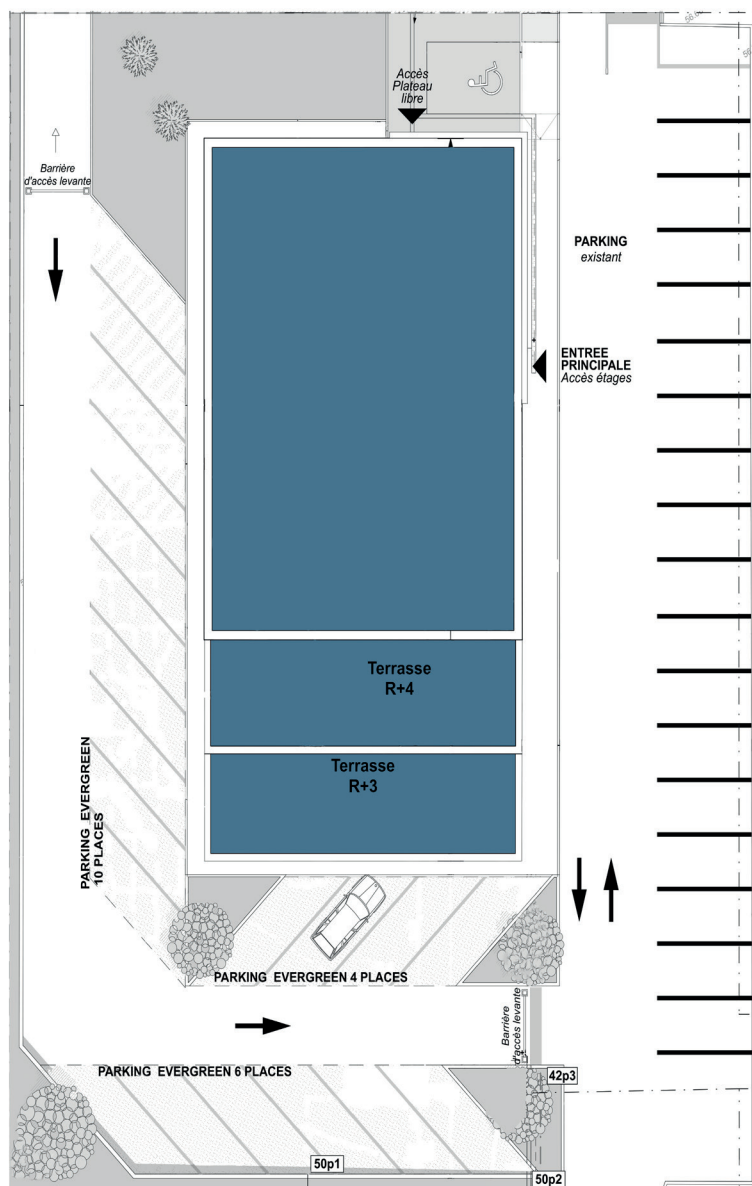 Accès
Plateau
libre
Barrière
d'accès levante
PARKING
existant
ENTREE
PRINCIPALE
Accès étages
Terrasse
R+4
Terrasse
R+3
PARKING EVERGREEN
10 PLACES
PARKING EVERGREEN 4 PLACES
Barrière
d'accès levante
PARKING EVERGREEN 6 PLACES
42p3
50p1
50p2